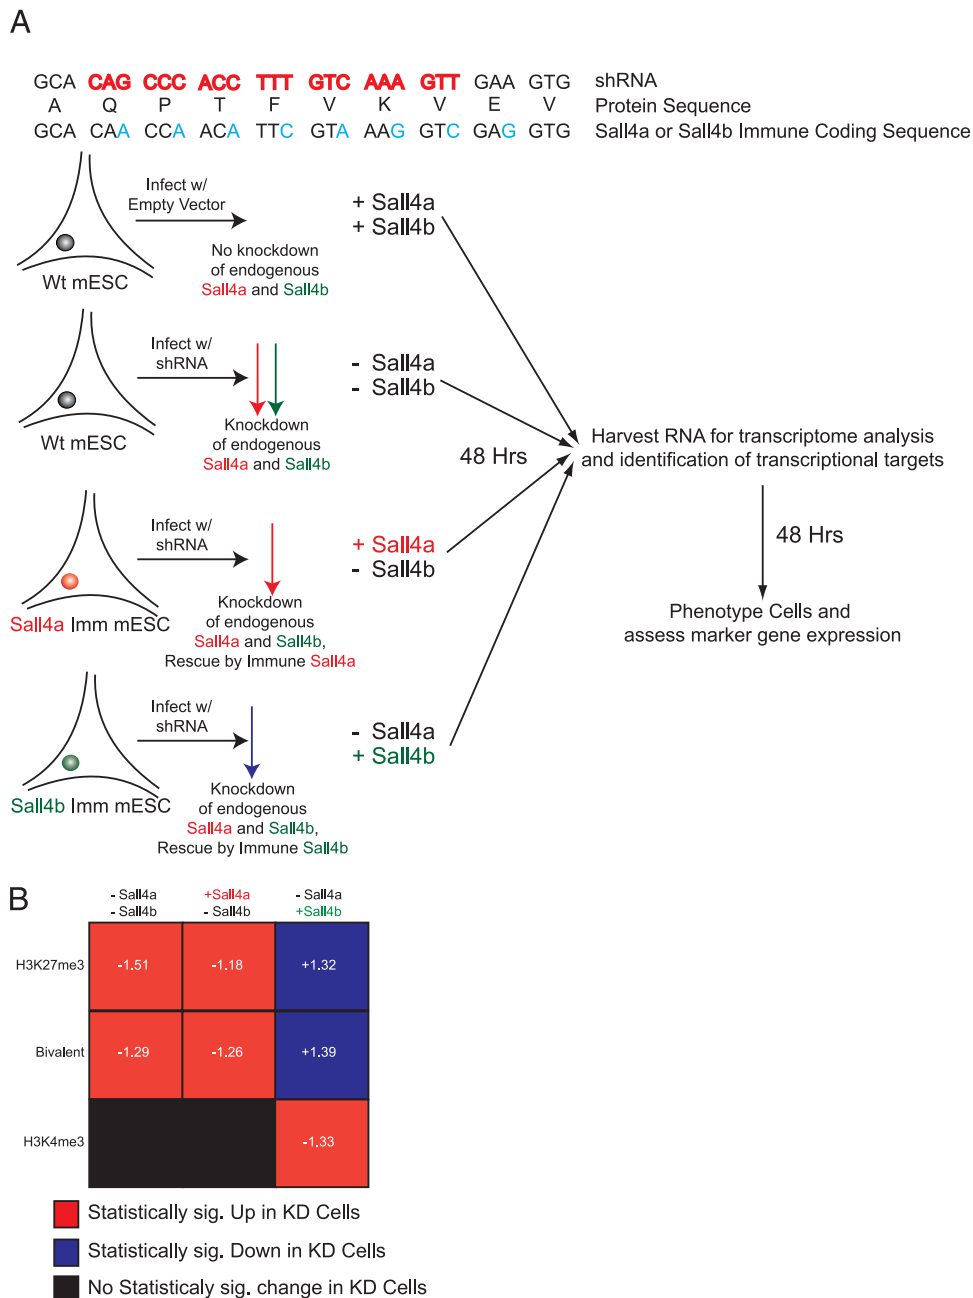 A
GCA CAG CCC ACC TTT GTC AAA GTT GAA GTG shRNA
A Q P T F V K V E V Protein Sequence
GCA CAA CCA ACA TTC GTA AAG GTC GAG GTG Sall4a or Sall4b Immune Coding Sequence
Infect w/
Empty Vector
Wt mESC
No knockdown
of endogenous
Sall4a and Sall4b
+ Sall4a
+ Sall4b
Infect w/
shRNA
Wt mESC
Knockdown
of endogenous
Sall4a and Sall4b
- Sall4a
- Sall4b
48 Hrs
Harvest RNA for transcriptome analysis
and identification of transcriptional targets
Infect w/
shRNA
Sall4a Imm mESC
Knockdown
of endogenous
Sall4a and Sall4b,
Rescue by Immune Sall4a
+ Sall4a
- Sall4b
48 Hrs
Phenotype Cells and
assess marker gene expression
Infect w/
shRNA
Sall4b Imm mESC
Knockdown
of endogenous
Sall4a and Sall4b,
Rescue by Immune Sall4b
- Sall4a
+ Sall4b
B
- Sall4a +Sall4a - Sall4a
- Sall4b - Sall4b +Sall4b
H3K27me3 -1.51 -1.18 +1.32
Bivalent -1.29 -1.26 +1.39
H3K4me3 -1.33
Statistically sig. Up in KD Cells
Statistically sig. Down in KD Cells
No Statisticaly sig. change in KD Cells